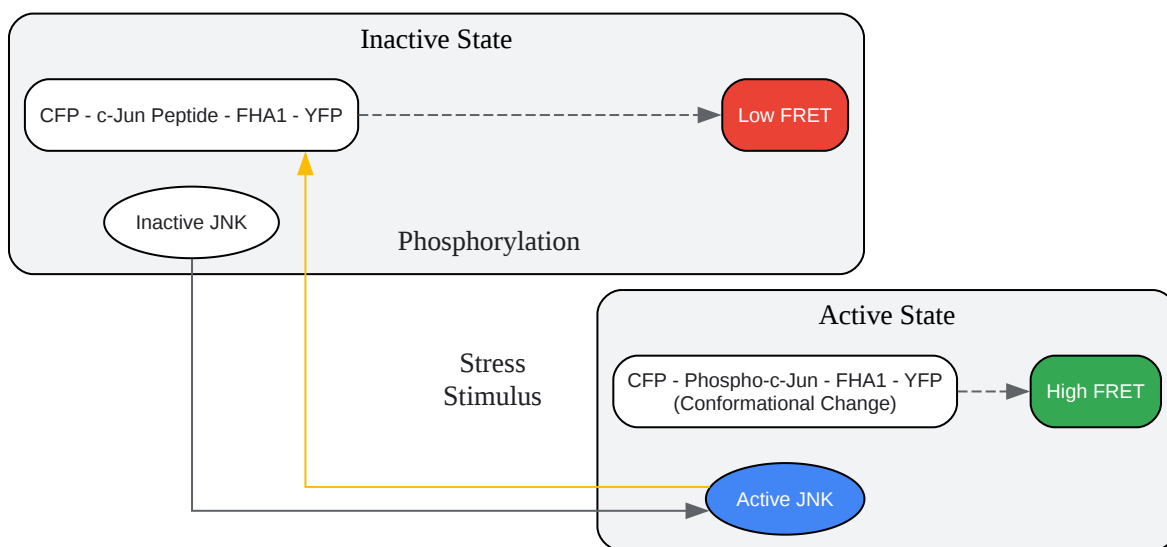 Inactive State
CFP - c-Jun Peptide - FHA1 - YFP
Low FRET
Inactive JNK
Phosphorylation
Active State
Stress
Stimulus
CFP - Phospho-c-Jun - FHA1 - YFP
(Conformational Change)
High FRET
Active JNK